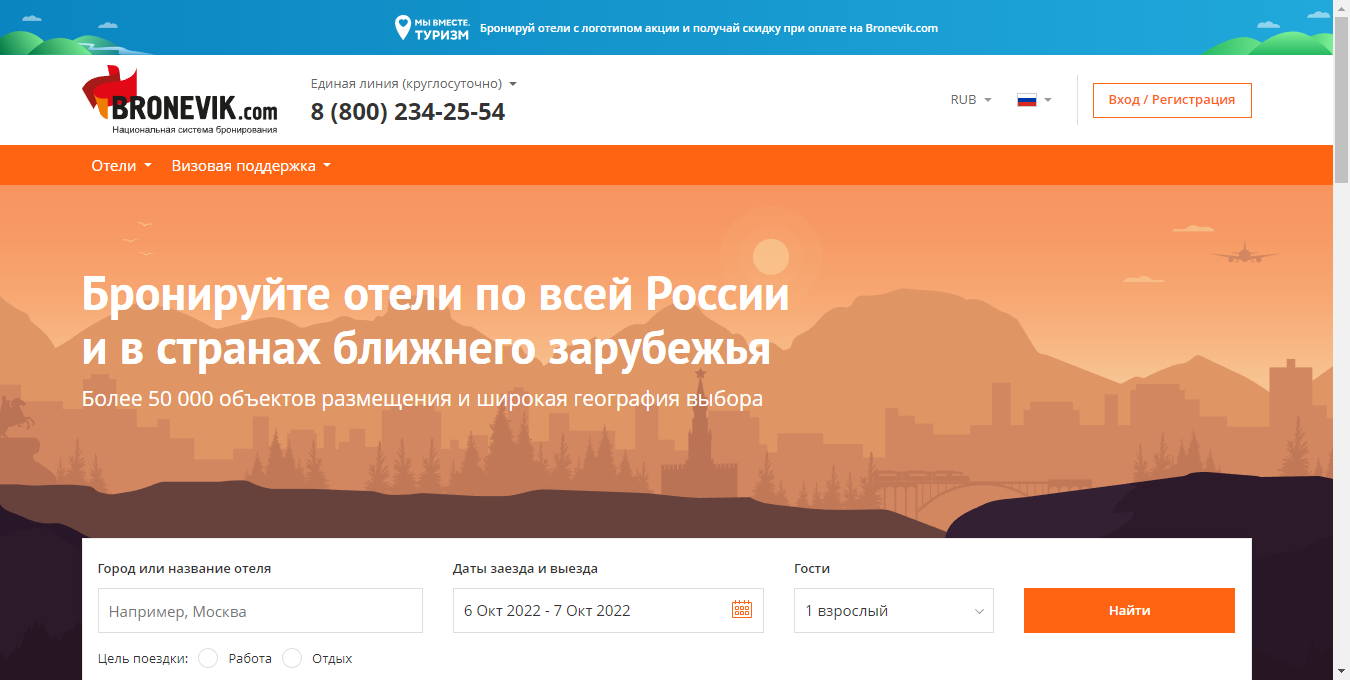 МЫ ВМЕСТЕ.
ТУРИЗМ
Бронируй отели с логотипом акции и получай скидку при оплате на Bronevik.com
BRONEVIK.com
Национальная система бронирования
Единая линия (круглосуточно)
8 (800) 234-25-54
RUB
Вход / Регистрация
Отели
Визовая поддержка
Бронируйте отели по всей России
и в странах ближнего зарубежья
Более 50 000 объектов размещения и широкая география выбора
Город или название отеля
Даты заезда и выезда
Гости
Например, Москва
6 Окт 2022 - 7 Окт 2022
1 взрослый
Найти
Цель поездки:
Работа
Отдых